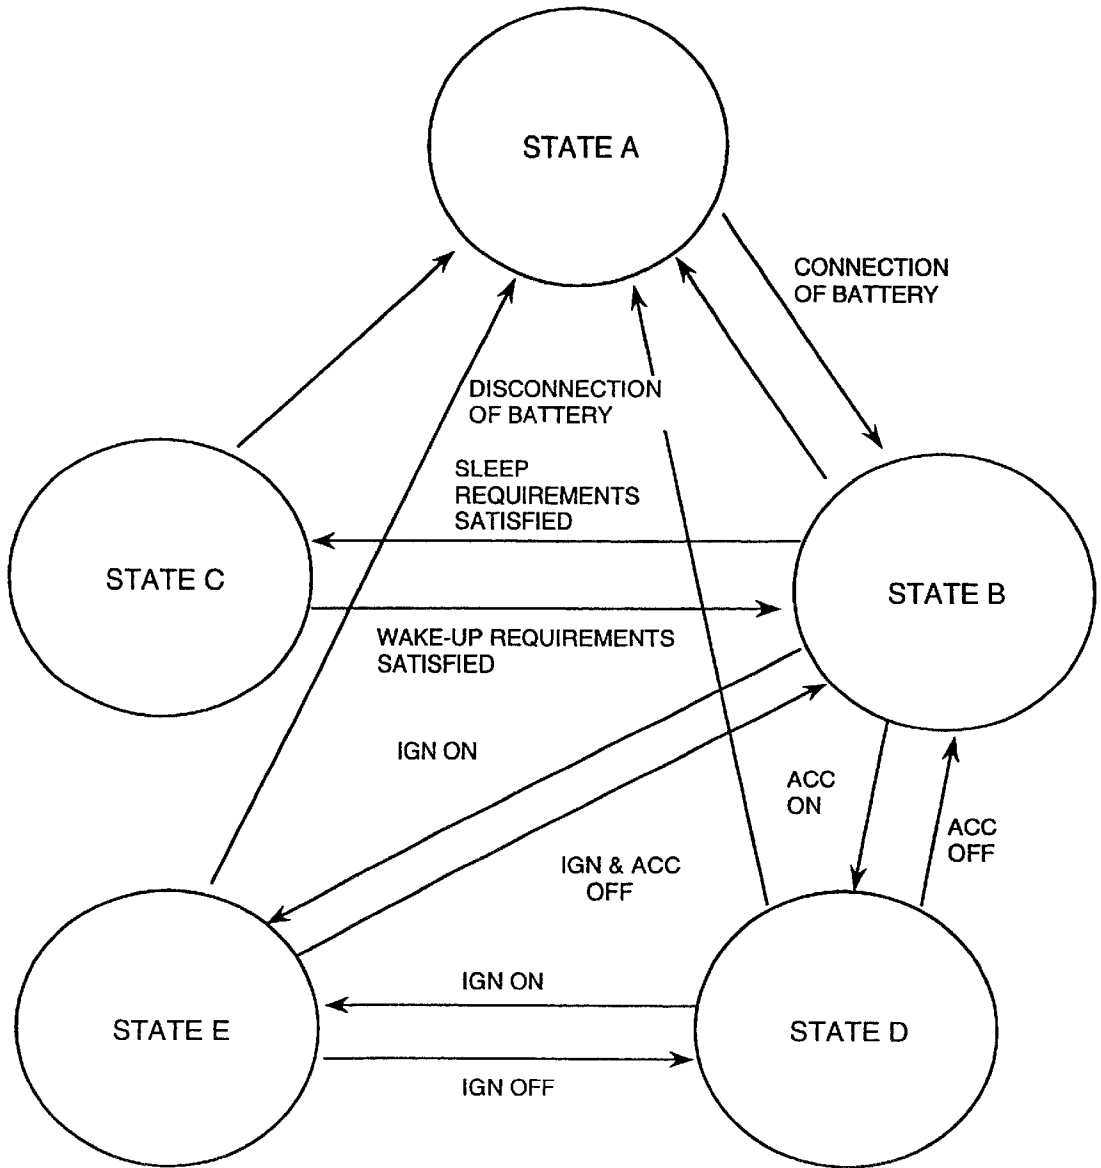 STATE A
CONNECTION
OF BATTERY
DISCONNECTION
OF BATTERY
SLEEP
REQUIREMENTS
SATISFIED
STATE C
STATE B
WAKE-UP REQUIREMENTS
SATISFIED
IGN ON
ACC
ON
ACC
OFF
IGN & ACC
OFF
IGN ON
STATE E
STATE D
IGN OFF